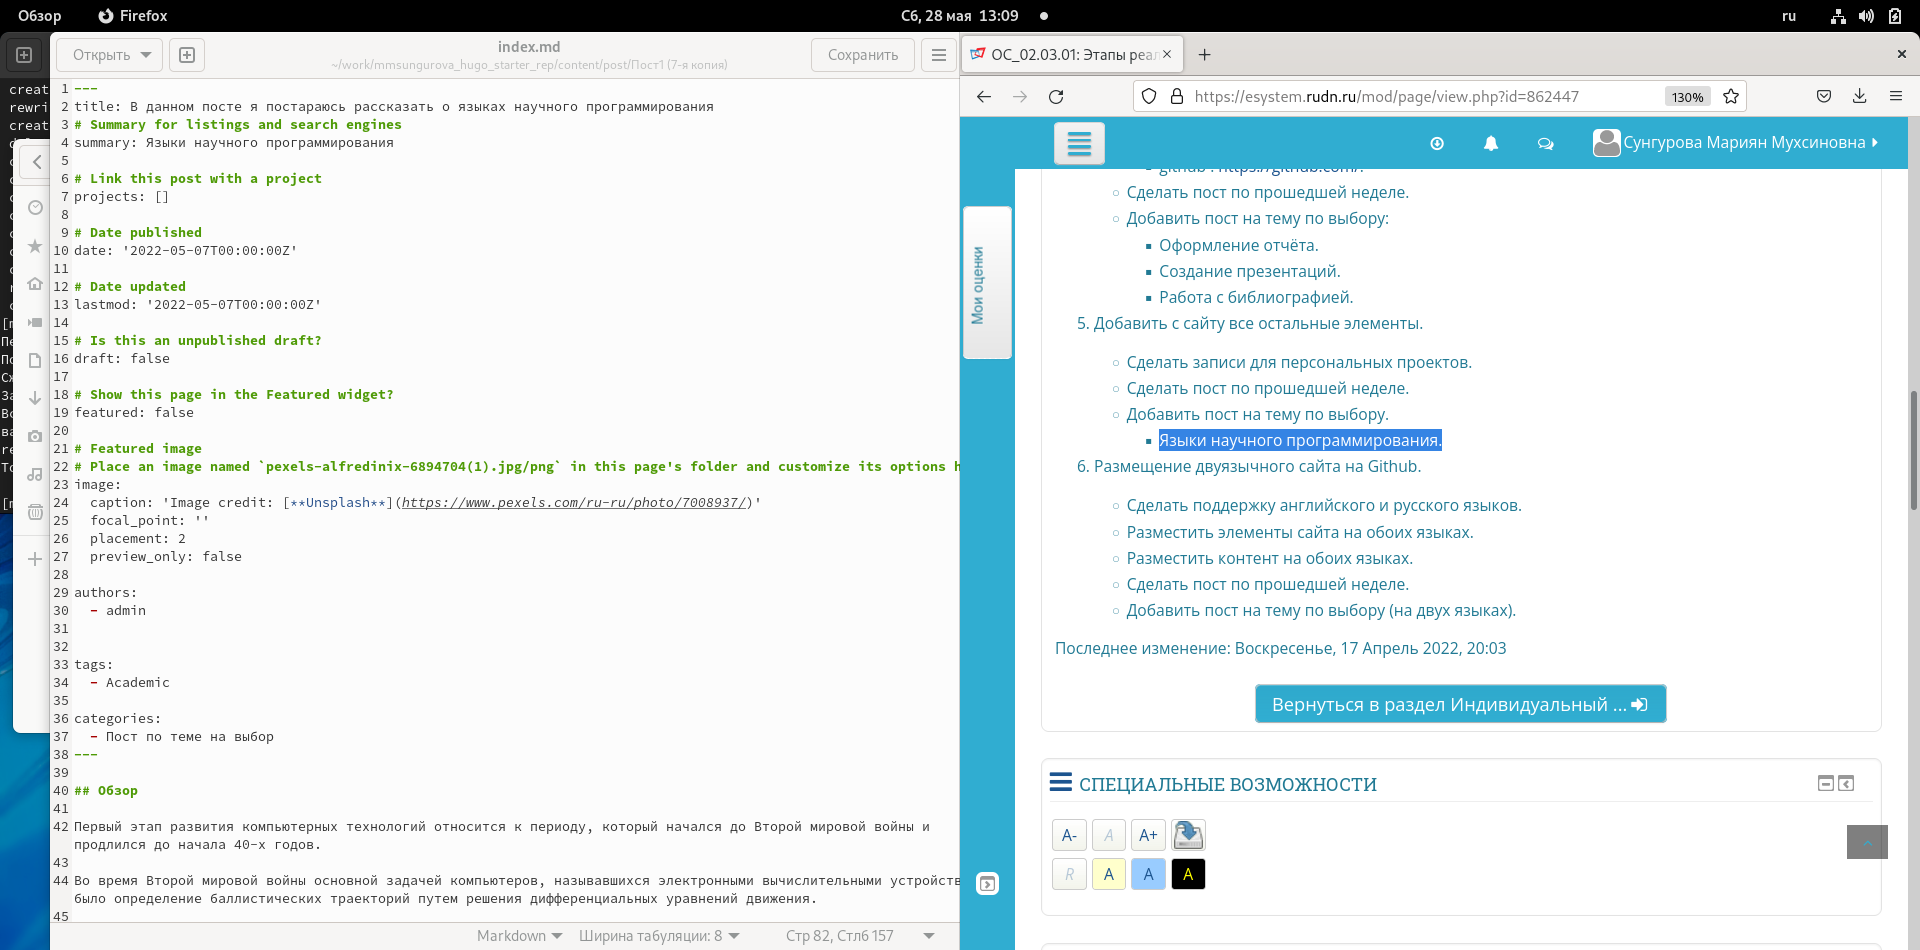 Обзор
Firefox
Сб, 28 мая 13:09
ru
Открыть
index.md
~/work/mmsungurova_hugo_starter_rep/content/post/Пост1 (7-я копия)
Сохранить
1 ---
2 title: В данном посте я постараюсь рассказать о языках научного программирования
3 # Summary for listings and search engines
4 summary: Языки научного программирования
5
6 # Link this post with a project
7 projects: []
8
9 # Date published
10 date: '2022-05-07T00:00:00Z'
11
12 # Date updated
13 lastmod: '2022-05-07T00:00:00Z'
14
15 # Is this an unpublished draft?
16 draft: false
17
18 # Show this page in the Featured widget?
19 featured: false
20
21 # Featured image
22 # Place an image named `pexels-alfredinix-6894704(1).jpg/png` in this page's folder and customize its options h
23 image:
24 caption: 'Image credit: [**Unsplash**](https://www.pexels.com/ru-ru/photo/7008937/)'
25 focal_point: ''
26 placement: 2
27 preview_only: false
28
29 authors:
30 - admin
31
32
33 tags:
34 - Academic
35
36 categories:
37 - Пост по теме на выбор
38 ---
39
40 ## Обзор
41
42 Первый этап развития компьютерных технологий относится к периоду, который начался до Второй мировой войны и
продлился до начала 40-х годов.
43
44 Во время Второй мировой войны основной задачей компьютеров, называвшихся электронными вычислительными устройств
было определение баллистических траекторий путем решения дифференциальных уравнений движения.
45
Markdown
Ширина табуляции: 8
Стр 82, Стлб 157
creat
rewri
creat
ОС_02.03.01: Этапы реал
https://esystem.rudn.ru/mod/page/view.php?id=862447
130%
Сунгурова Мариян Мухсиновна
Мои оценки
github : https://github.com/.
Сделать пост по прошедшей неделе.
Добавить пост на тему по выбору:
Оформление отчёта.
Создание презентаций.
Работа с библиографией.
5. Добавить с сайту все остальные элементы.
Сделать записи для персональных проектов.
Сделать пост по прошедшей неделе.
Добавить пост на тему по выбору.
Языки научного программирования.
6. Размещение двуязычного сайта на Github.
Сделать поддержку английского и русского языков.
Разместить элементы сайта на обоих языках.
Разместить контент на обоих языках.
Сделать пост по прошедшей неделе.
Добавить пост на тему по выбору (на двух языках).
Последнее изменение: Воскресенье, 17 Апрель 2022, 20:03
Вернуться в раздел Индивидуальный ...
СПЕЦИАЛЬНЫЕ ВОЗМОЖНОСТИ
A- A A+
R A A A